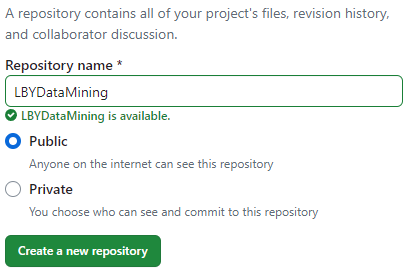 A repository contains all of your project's files, revision history,
and collaborator discussion.
Repository name *
LBYDataMining
LBYDataMining is available.
Public
Anyone on the internet can see this repository
Private
You choose who can see and commit to this repository
Create a new repository